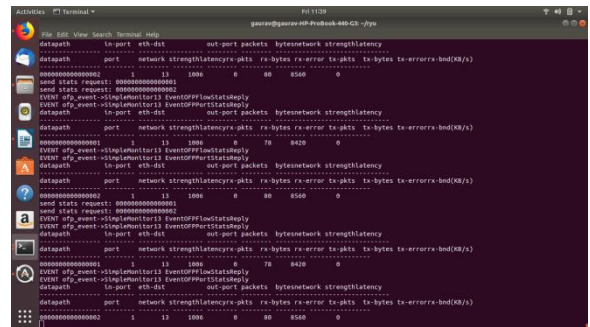 Activities Terminal ▾ Fri 11:39
gaurav@gaurav-HP-ProBook-440-G3: ~/ryu
File Edit View Search Terminal Help
datapath in-port eth-dst out-port packets bytesnetwork strengthlatency
---------------- -------- ----------------- -------- -------- --------
datapath port network strengthlatencyrx-pkts rx-bytes rx-error tx-pkts tx-bytes tx-errorrx-bnd(KB/s)
---------------- -------- -------- -------- -------- -------- -------- --------
0000000000000002 1 13 1006 0 80 8560 0
send stats request: 0000000000000001
send stats request: 0000000000000002
EVENT ofp_event->SimpleMonitor13 EventOFPFlowStatsReply
EVENT ofp_event->SimpleMonitor13 EventOFPPortStatsReply
datapath in-port eth-dst out-port packets bytesnetwork strengthlatency
---------------- -------- ----------------- -------- -------- --------
datapath port network strengthlatencyrx-pkts rx-bytes rx-error tx-pkts tx-bytes tx-errorrx-bnd(KB/s)
---------------- -------- -------- -------- -------- -------- -------- --------
0000000000000001 1 13 1006 0 78 8420 0
EVENT ofp_event->SimpleMonitor13 EventOFPFlowStatsReply
EVENT ofp_event->SimpleMonitor13 EventOFPPortStatsReply
datapath in-port eth-dst out-port packets bytesnetwork strengthlatency
---------------- -------- ----------------- -------- -------- --------
datapath port network strengthlatencyrx-pkts rx-bytes rx-error tx-pkts tx-bytes tx-errorrx-bnd(KB/s)
---------------- -------- -------- -------- -------- -------- -------- --------
0000000000000002 1 13 1006 0 80 8560 0
send stats request: 0000000000000001
send stats request: 0000000000000002
EVENT ofp_event->SimpleMonitor13 EventOFPFlowStatsReply
EVENT ofp_event->SimpleMonitor13 EventOFPPortStatsReply
datapath in-port eth-dst out-port packets bytesnetwork strengthlatency
---------------- -------- ----------------- -------- -------- --------
datapath port network strengthlatencyrx-pkts rx-bytes rx-error tx-pkts tx-bytes tx-errorrx-bnd(KB/s)
---------------- -------- -------- -------- -------- -------- -------- --------
0000000000000001 1 13 1006 0 78 8420 0
EVENT ofp_event->SimpleMonitor13 EventOFPFlowStatsReply
EVENT ofp_event->SimpleMonitor13 EventOFPPortStatsReply
datapath in-port eth-dst out-port packets bytesnetwork strengthlatency
---------------- -------- ----------------- -------- -------- --------
datapath port network strengthlatencyrx-pkts rx-bytes rx-error tx-pkts tx-bytes tx-errorrx-bnd(KB/s)
---------------- -------- -------- -------- -------- -------- -------- --------
0000000000000002 1 13 1006 0 80 8560 0